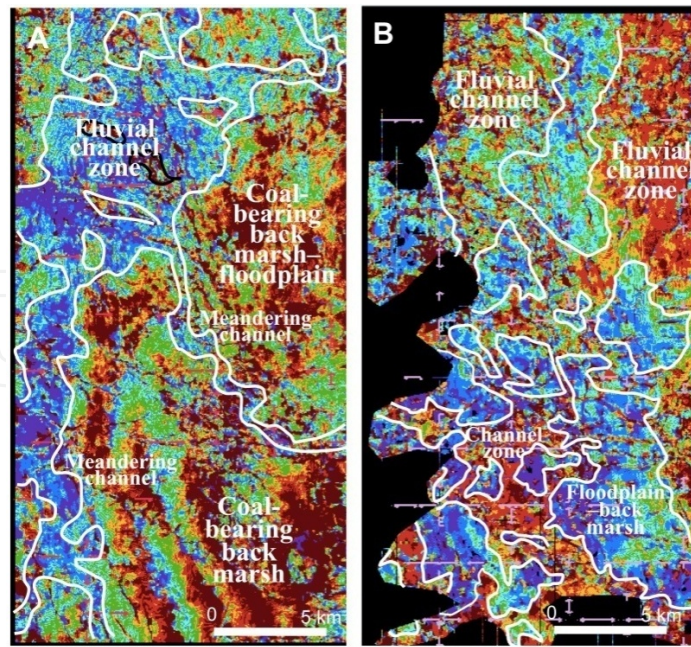 A
Fluvial
channel
zone
Coal-
bearing
back
marsh–
floodplain
Meandering
channel
Meandering
channel
Coal-
bearing
back
marsh
0
5 km
B
Fluvial
channel
zone
Fluvial
channel
zone
Channel
zone
Floodplain
–back
marsh
0
5 km